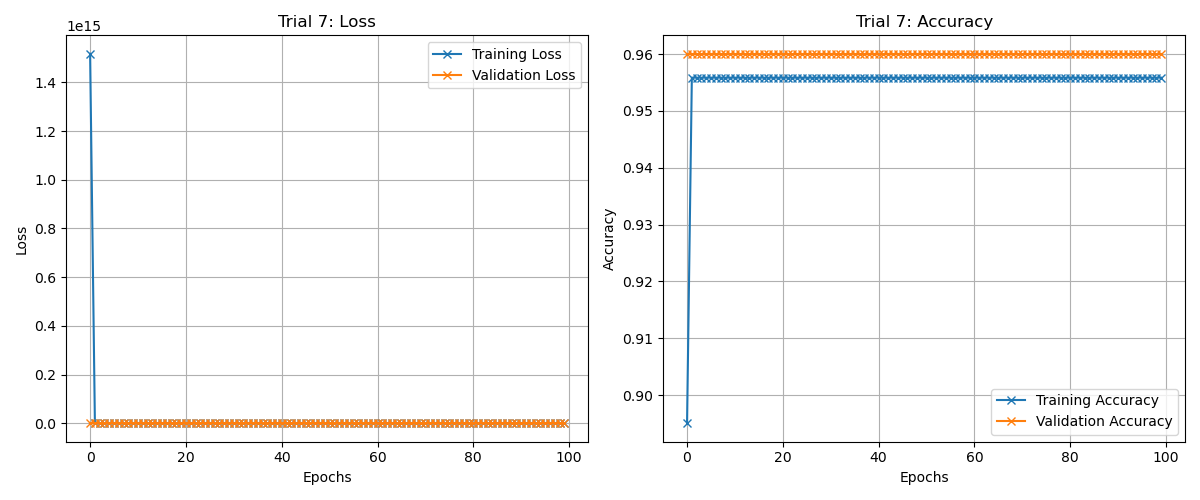 Trial 7: Loss
1e15
1.4
1.2
1.0
0.8
0.6
0.4
0.2
0.0
Loss
0 20 40 60 80 100
Epochs
Training Loss
Validation Loss
Trial 7: Accuracy
0.96
0.95
0.94
0.93
0.92
0.91
0.90
Accuracy
0 20 40 60 80 100
Epochs
Training Accuracy
Validation Accuracy